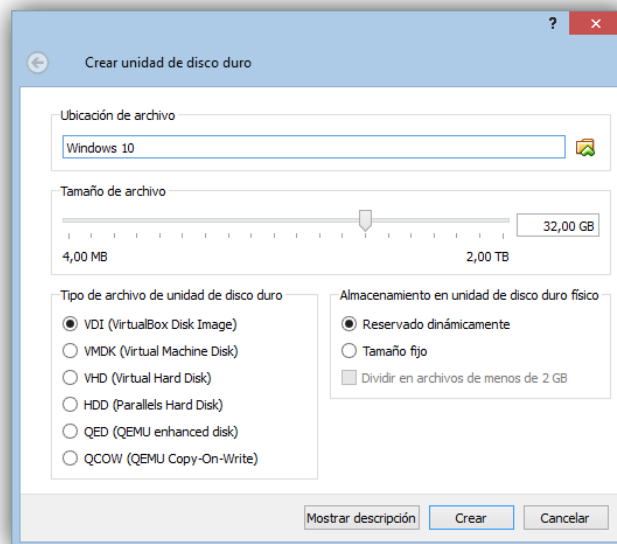 ?
Crear unidad de disco duro
Ubicación de archivo
Windows 10
Tamaño de archivo
32,00 GB
4,00 MB 2,00 TB
Tipo de archivo de unidad de disco duro
VDI (VirtualBox Disk Image)
VMDK (Virtual Machine Disk)
VHD (Virtual Hard Disk)
HDD (Parallels Hard Disk)
QED (QEMU enhanced disk)
QCOW (QEMU Copy-On-Write)
Almacenamiento en unidad de disco duro físico
Reservado dinámicamente
Tamaño fijo
Dividir en archivos de menos de 2 GB
Mostrar descripción Crear Cancelar